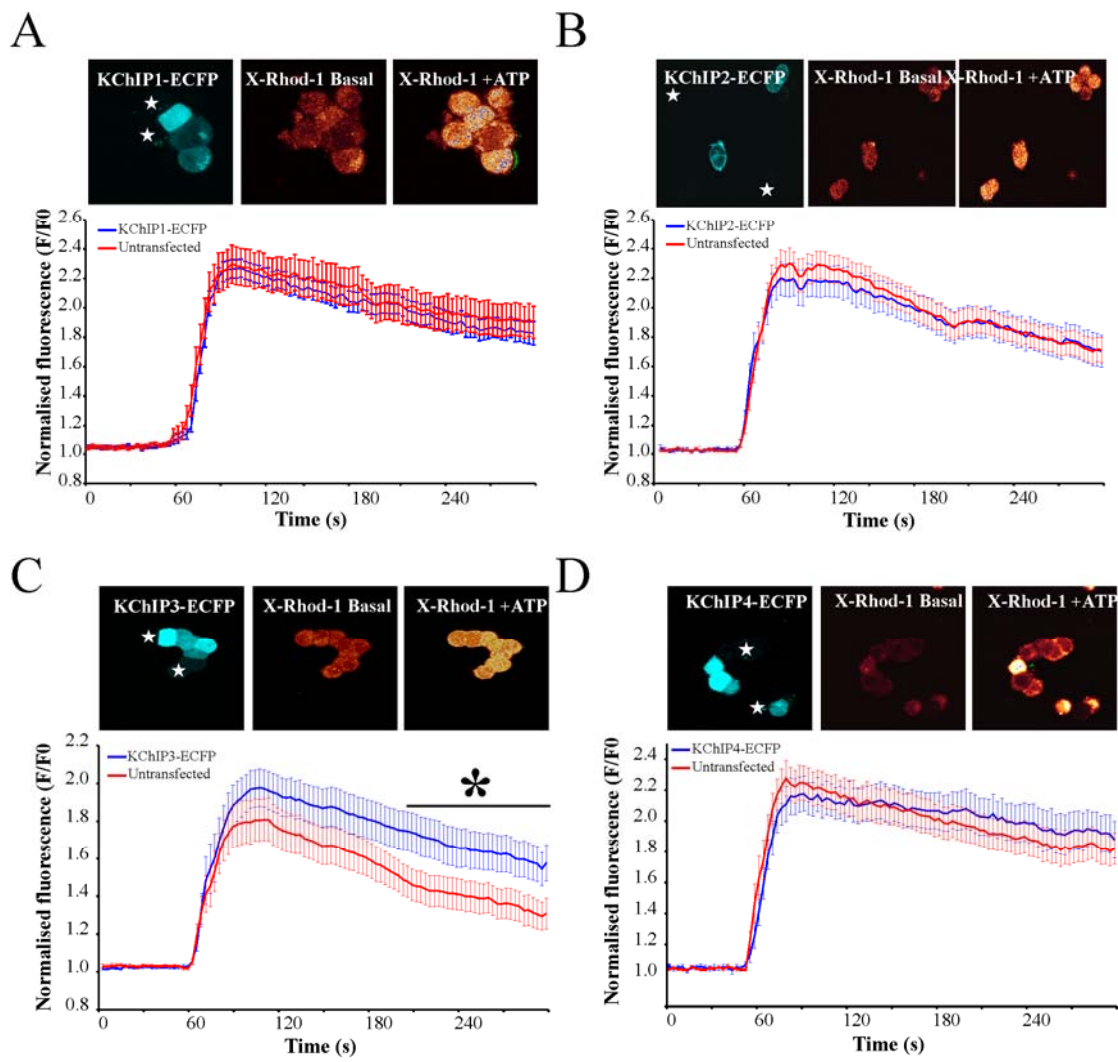 A
KChIP1-ECFP X-Rhod-1 Basal X-Rhod-1 +ATP
Normalised fluorescence (F/F0
2.6
2.4
2.2
2.0
1.8
1.6
1.4
1.2
1.0
0.8
KChIP1-ECFP
Untransfected
0 60 120 180 240
Time (s)
B
KChIP2-ECFP X-Rhod-1 Basal X-Rhod-1 +ATP
Normalised fluorescence (F/F0
2.6
2.4
2.2
2.0
1.8
1.6
1.4
1.2
1.0
0.8
KChIP2-ECFP
Untransfected
0 60 120 180 240
Time (s)
C
KChIP3-ECFP X-Rhod-1 Basal X-Rhod-1 +ATP
Normalised fluorescence (F/F0
2.2
2.0
1.8
1.6
1.4
1.2
1.0
0.8
KChIP3-ECFP
Untransfected
*
0 60 120 180 240
Time (s)
D
KChIP4-ECFP X-Rhod-1 Basal X-Rhod-1 +ATP
Normalised fluorescence (F/F0
2.4
2.2
2.0
1.8
1.6
1.4
1.2
1.0
KChIP4-ECFP
Untransfected
0 60 120 180 240
Time (s)